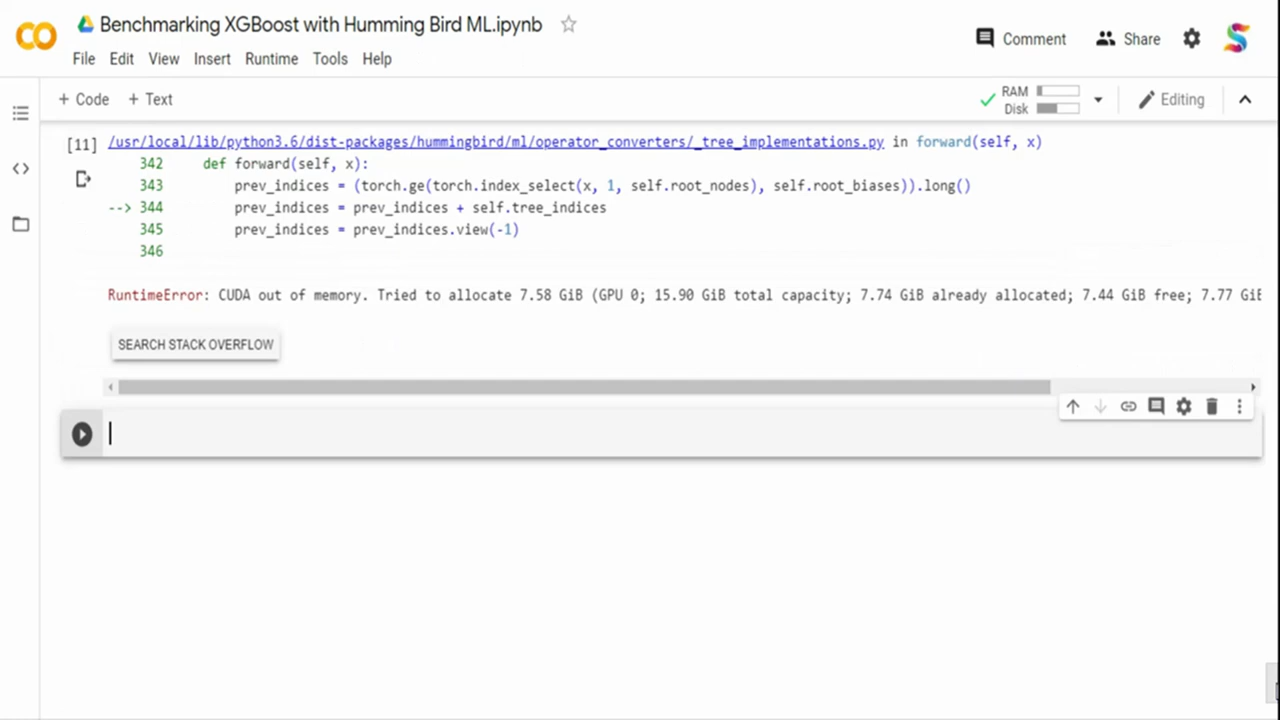 Benchmarking XGBoost with Humming Bird ML.ipynb
Comment
Share
File Edit View Insert Runtime Tools Help
+ Code + Text
RAM
Disk
Editing
[11] /usr/local/lib/python3.6/dist-packages/hummingbird/ml/operator_converters/_tree_implementations.py in forward(self, x)
342 def forward(self, x):
343 prev_indices = (torch.ge(torch.index_select(x, 1, self.root_nodes), self.root_biases)).long()
--> 344 prev_indices = prev_indices + self.tree_indices
345 prev_indices = prev_indices.view(-1)
346
RuntimeError: CUDA out of memory. Tried to allocate 7.58 GiB (GPU 0; 15.90 GiB total capacity; 7.74 GiB already allocated; 7.44 GiB free; 7.77 GiB
SEARCH STACK OVERFLOW